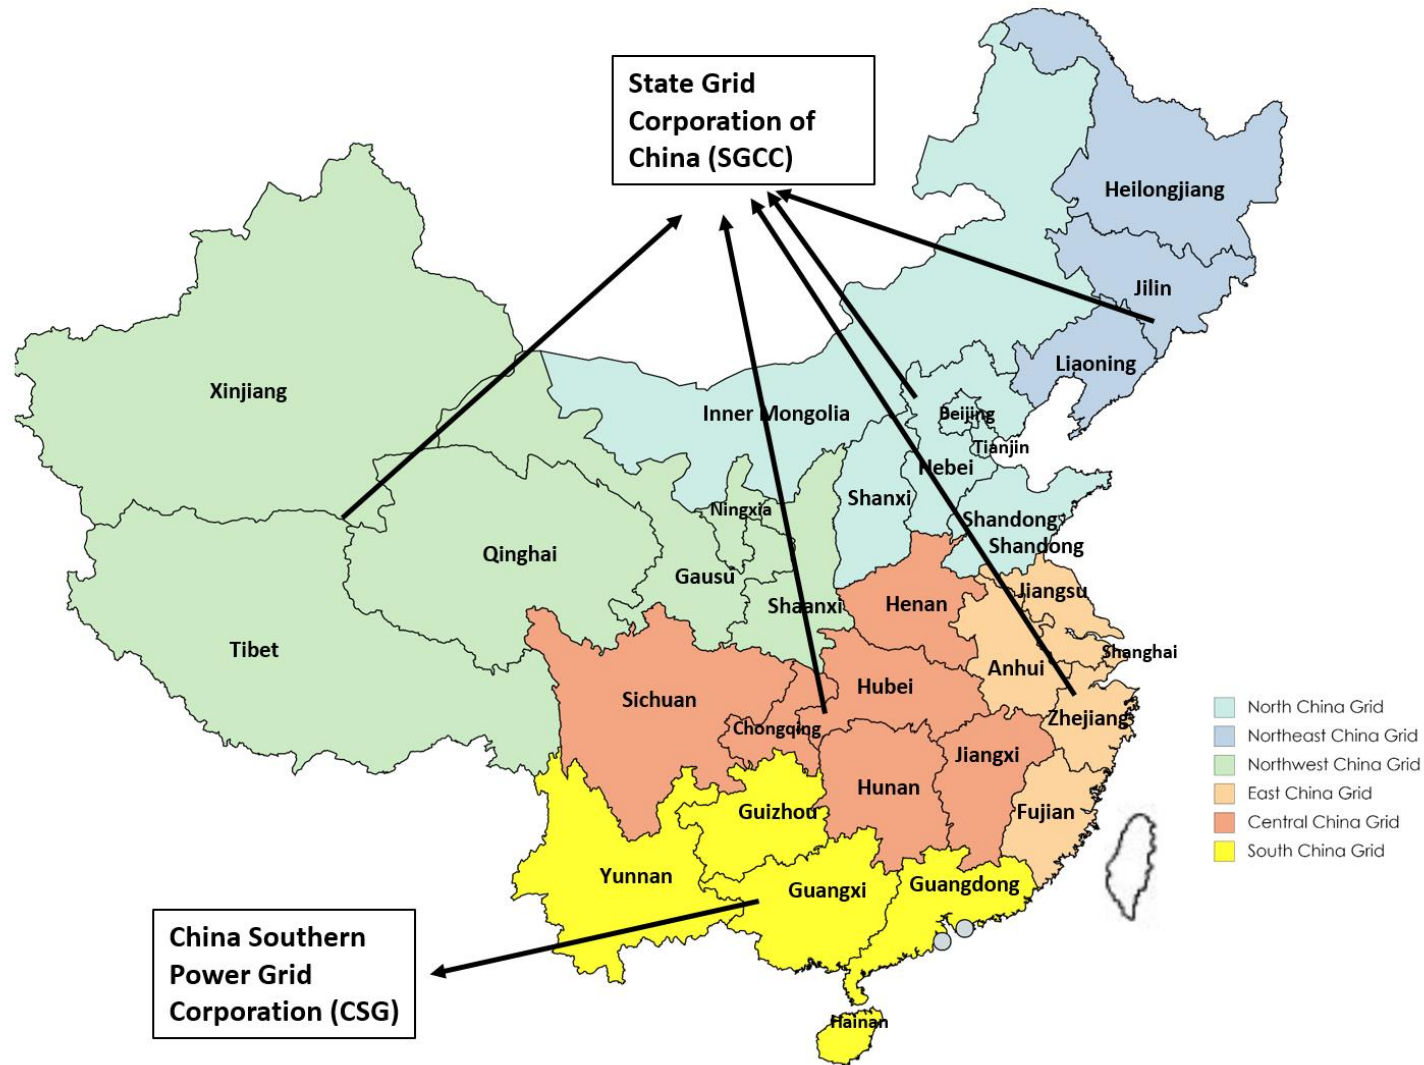 State Grid
Corporation of
China (SGCC)
Heilongjiang
Jilin
Liaoning
Xinjiang
Inner Mongolia
Beijing
Tianjin
Hebei
Shanxi
Ningxia
Shandong
Shandong
Qinghai
Gausu
Shaanxi
Henan
Jiangsu
Tibet
Shanghai
Anhui
Sichuan
Hubei
Zhejiang
Chongqing
Jiangxi
Hunan
Guizhou
Fujian
Yunnan
Guangxi
Guangdong
Hainan
North China Grid
Northeast China Grid
Northwest China Grid
East China Grid
Central China Grid
South China Grid
China Southern
Power Grid
Corporation (CSG)